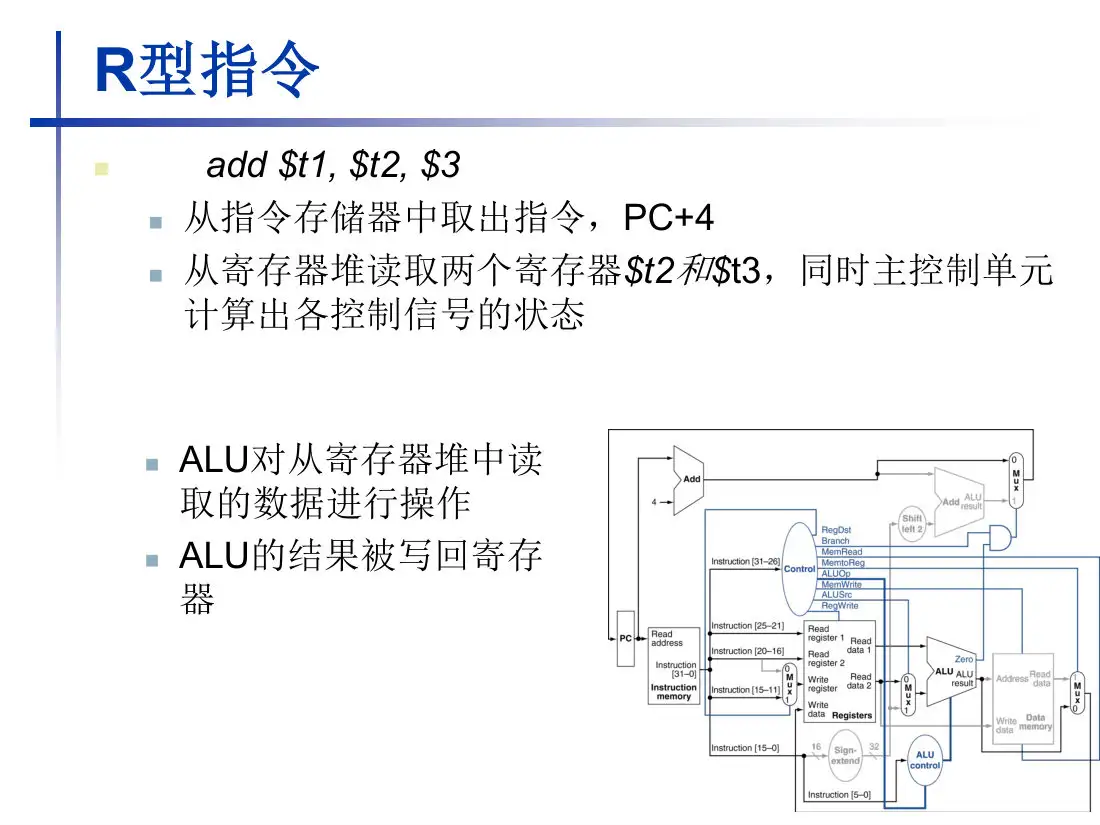 R型指令
add $t1, $t2, $3
从指令存储器中取出指令，PC+4
从寄存器堆读取两个寄存器$t2和$t3，同时主控制单元
计算出各控制信号的状态
ALU对从寄存器堆中读
取的数据进行操作
ALU的结果被写回寄存
器
0
M
u
x
1
Add
4
Add
ALU
result
Shift
left 2
RegDst
Branch
MemRead
MemtoReg
ALUOp
MemWrite
ALUSrc
RegWrite
Control
Instruction [31–26]
Instruction [25–21]
Instruction [20–16]
Instruction [15–11]
Instruction [15–0]
Instruction [5–0]
PC
Read
address
Instruction
[31–0]
Instruction
memory
0
M
u
x
1
Read
register 1
Read
data 1
Read
register 2
Write
register
Read
data 2
Write
data
Registers
0
M
u
x
1
Zero
ALU
ALU
result
Address
Read
data
Write
data
Data
memory
1
M
u
x
0
16
Sign-
extend
32
ALU
control